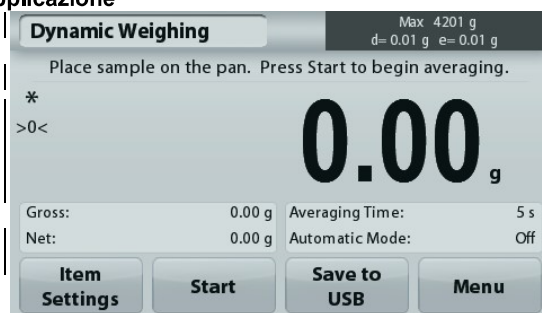 pplicazione
Dynamic Weighing
Max 4201 g
d= 0.01 g e= 0.01 g
Place sample on the pan. Press Start to begin averaging.
*
>0<
0.00 g
Gross: 0.00 g Averaging Time: 5 s
Net: 0.00 g Automatic Mode: Off
Item Settings
Start
Save to USB
Menu